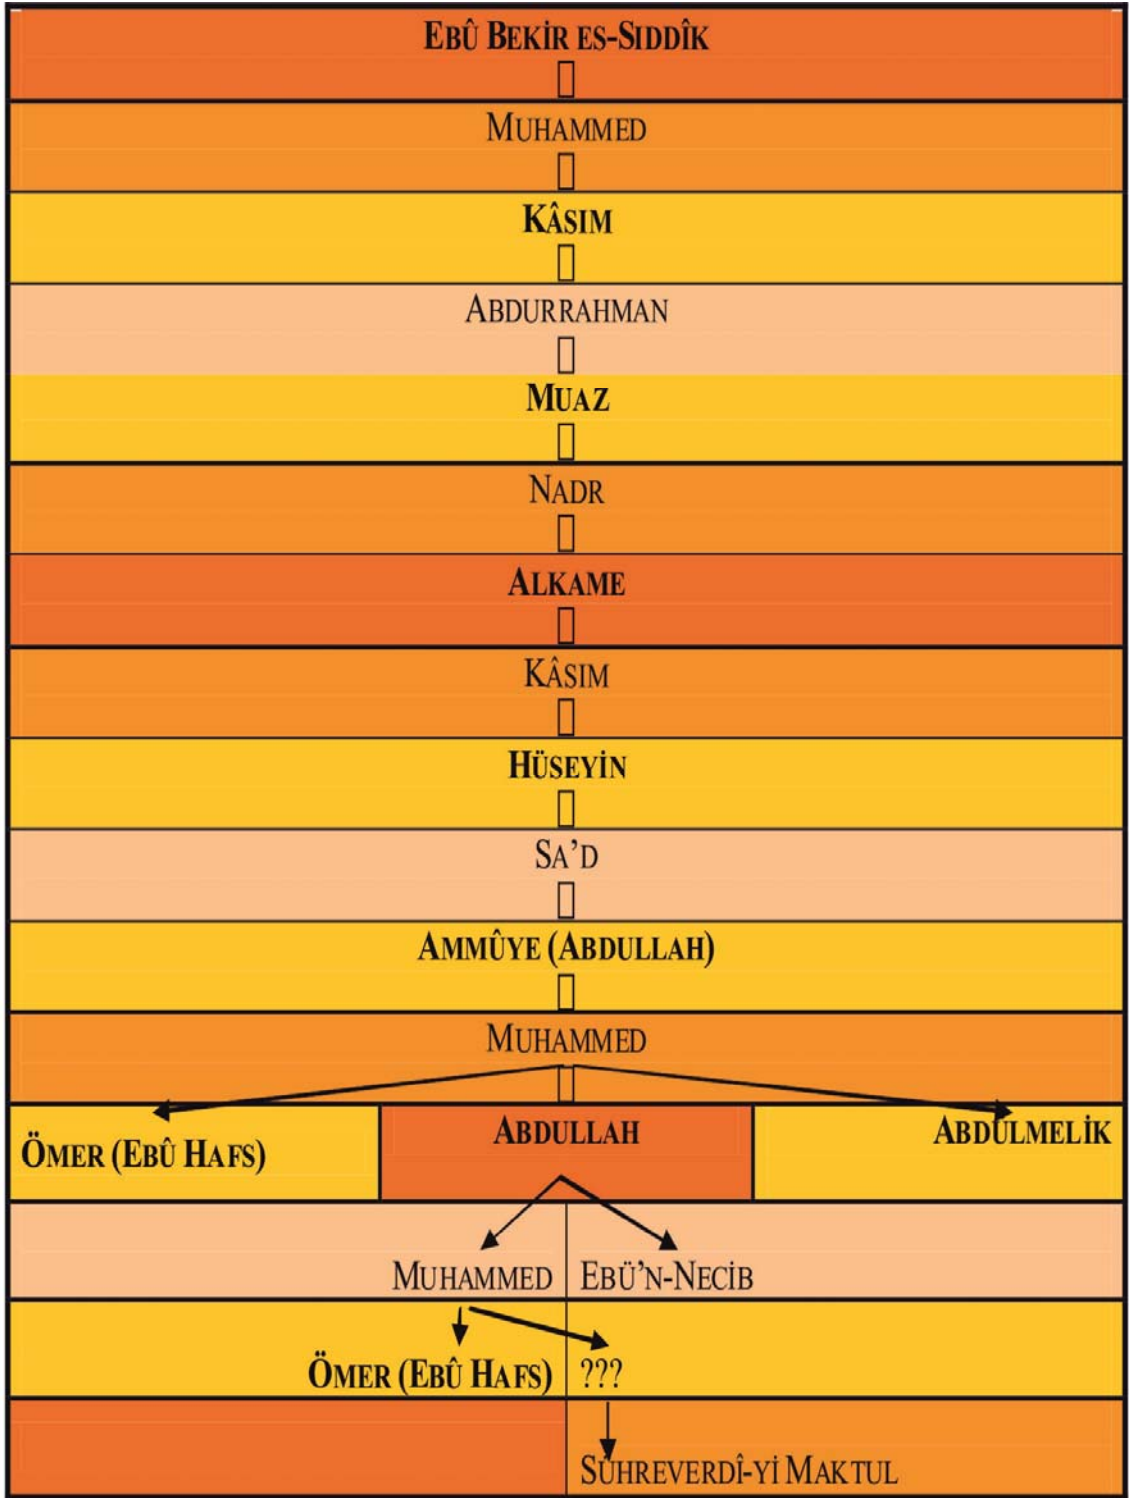 EBÛ BEKİR ES-SIDDÎK
MUHAMMED
KÂSIM
ABDURRAHMAN
MUAZ
NADR
ALKAME
KÂSIM
HÜSEYİN
SA’D
AMMÛYE (ABDULLAH)
MUHAMMED
ÖMER (EBÛ HAFS)
ABDULLAH
ABDÜLMELİK
MUHAMMED
EBÜ’N-NECİB
ÖMER (EBÛ HAFS)
???
SÜHREVERDÎ-Yİ MAKTUL